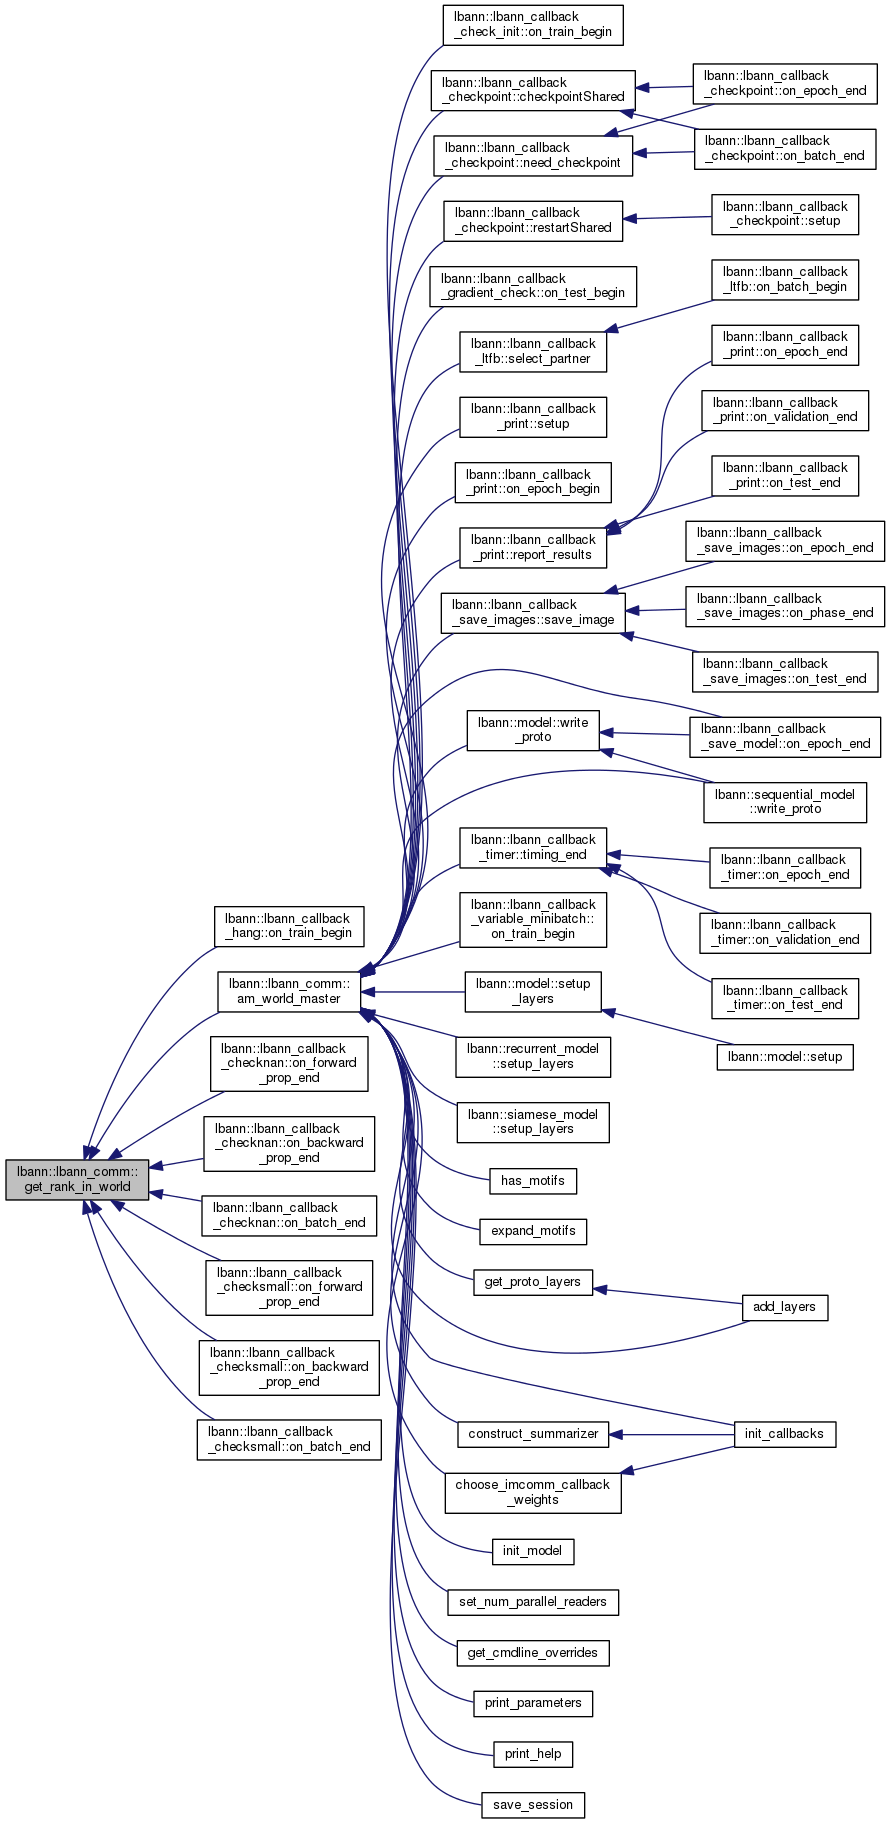 lbann::lbann_comm::
get_rank_in_world
lbann::lbann_callback
_hang::on_train_begin
lbann::lbann_comm::
am_world_master
lbann::lbann_callback
_checknan::on_forward
_prop_end
lbann::lbann_callback
_checknan::on_backward
_prop_end
lbann::lbann_callback
_checknan::on_batch_end
lbann::lbann_callback
_checksmall::on_forward
_prop_end
lbann::lbann_callback
_checksmall::on_backward
_prop_end
lbann::lbann_callback
_checksmall::on_batch_end
lbann::lbann_callback
_check_init::on_train_begin
lbann::lbann_callback
_checkpoint::checkpointShared
lbann::lbann_callback
_checkpoint::need_checkpoint
lbann::lbann_callback
_checkpoint::restartShared
lbann::lbann_callback
_gradient_check::on_test_begin
lbann::lbann_callback
_ltfb::select_partner
lbann::lbann_callback
_print::setup
lbann::lbann_callback
_print::on_epoch_begin
lbann::lbann_callback
_print::report_results
lbann::lbann_callback
_save_images::save_image
lbann::model::write
_proto
lbann::lbann_callback
_timer::timing_end
lbann::lbann_callback
_variable_minibatch::
on_train_begin
lbann::model::setup
_layers
lbann::recurrent_model
::setup_layers
lbann::siamese_model
::setup_layers
has_motifs
expand_motifs
get_proto_layers
construct_summarizer
choose_imcomm_callback
_weights
init_model
set_num_parallel_readers
get_cmdline_overrides
print_parameters
print_help
save_session
lbann::lbann_callback
_checkpoint::on_epoch_end
lbann::lbann_callback
_checkpoint::on_batch_end
lbann::lbann_callback
_checkpoint::setup
lbann::lbann_callback
_ltfb::on_batch_begin
lbann::lbann_callback
_print::on_epoch_end
lbann::lbann_callback
_print::on_validation_end
lbann::lbann_callback
_print::on_test_end
lbann::lbann_callback
_save_images::on_epoch_end
lbann::lbann_callback
_save_images::on_phase_end
lbann::lbann_callback
_save_images::on_test_end
lbann::lbann_callback
_save_model::on_epoch_end
lbann::sequential_model
::write_proto
lbann::lbann_callback
_timer::on_epoch_end
lbann::lbann_callback
_timer::on_validation_end
lbann::lbann_callback
_timer::on_test_end
lbann::model::setup
add_layers
init_callbacks